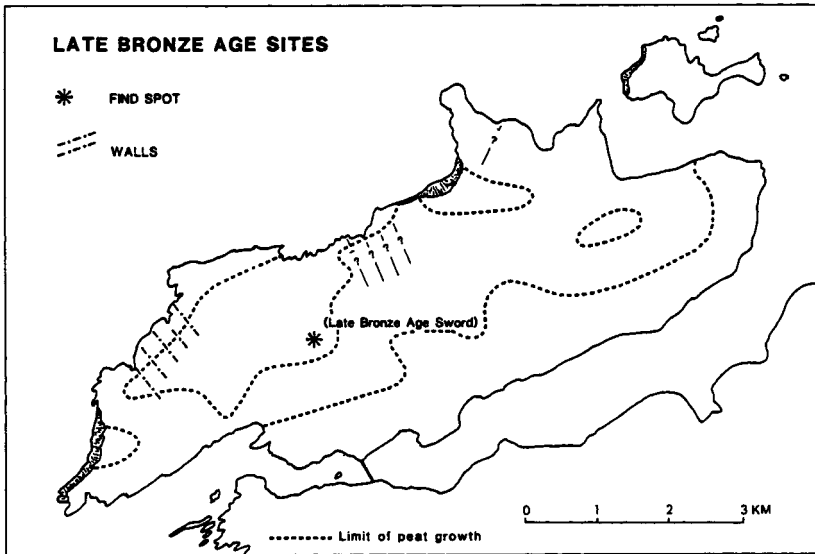 LATE BRONZE AGE SITES
FIND SPOT
WALLS
?
? ? ? ?
(Late Bronze Age Sword)
0 1 2 3 KM
Limit of peat growth